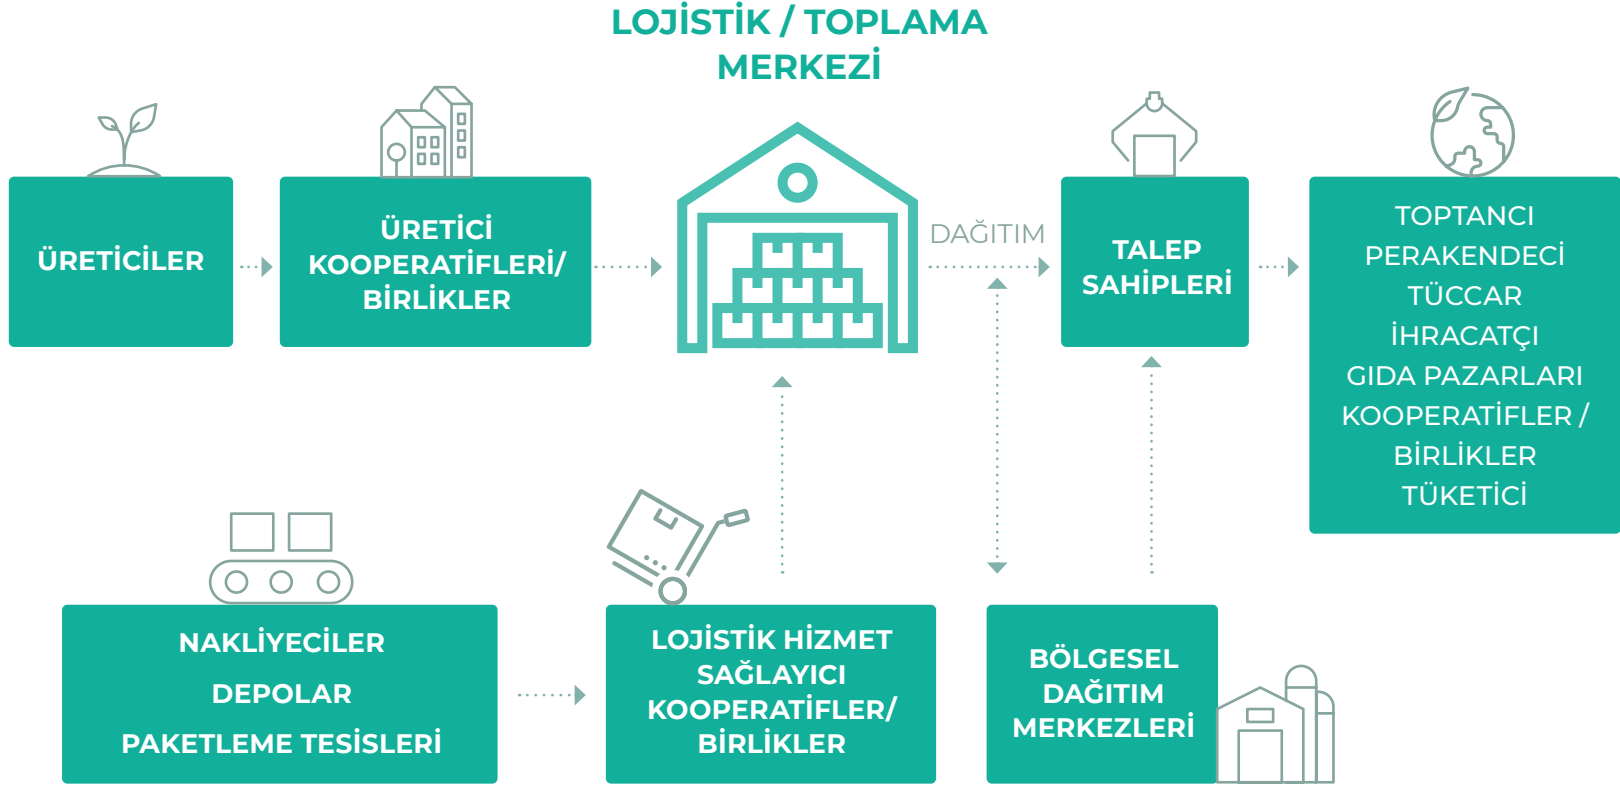 LOJİSTİK / TOPLAMA
MERKEZİ
ÜRETİCİLER
ÜRETİCİ
KOOPERATİFLERİ/
BİRLİKLER
DAĞITIM
TALEP
SAHİPLERİ
TOPTANCI
PERAKENDECİ
TÜCCAR
İHRACATÇI
GIDA PAZARLARI
KOOPERATİFLER /
BİRLİKLER
TÜKETİCİ
NAKLİYECİLER
DEPOLAR
PAKETLEME TESİSLERİ
LOJİSTİK HİZMET
SAĞLAYICI
KOOPERATİFLER/
BİRLİKLER
BÖLGESEL
DAĞITIM
MERKEZLERİ